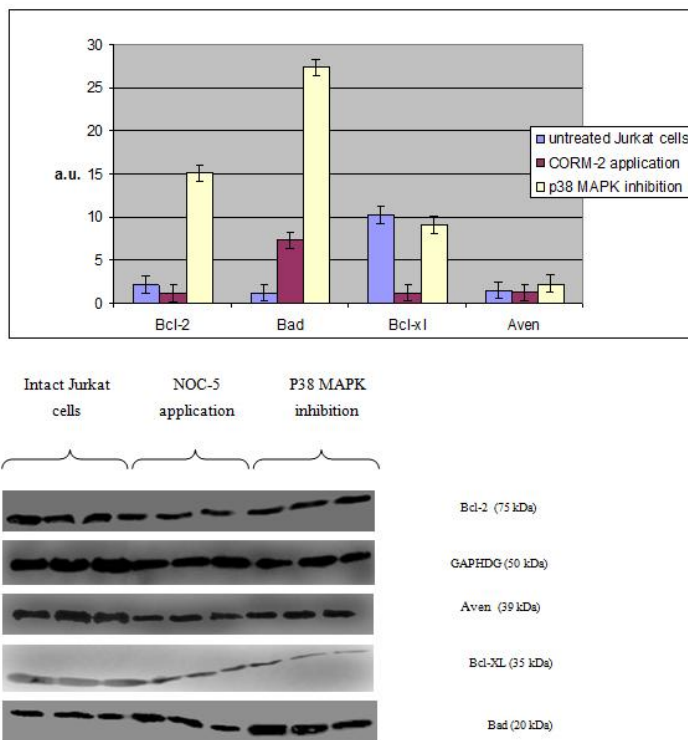 30
25
20
15
10
5
0
a.u.
Bcl-2
Bad
Bcl-xl
Aven
untreated Jurkat cells
CORM-2 application
p38 MAPK inhibition
Intact Jurkat
cells
NOC-5
application
P38 MAPK
inhibition
Bcl-2 (75 kDa)
GAPHDG (50 kDa)
Aven (39 kDa)
Bcl-XL (35 kDa)
Bad (20 kDa)